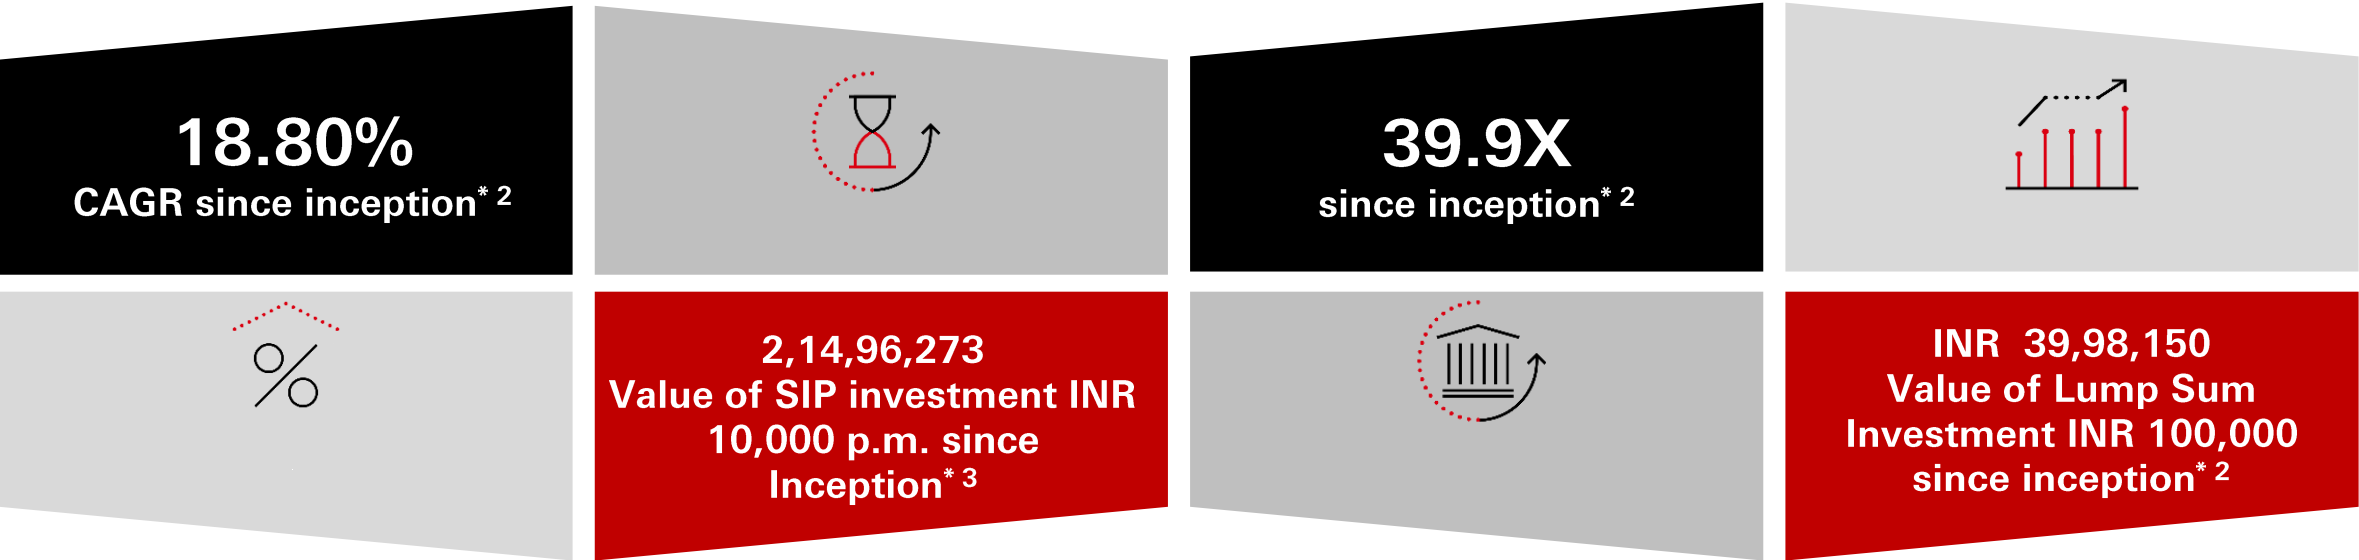 18.80%
CAGR since inception* 2
39.9X
since inception* 2
2,14,96,273
Value of SIP investment INR
10,000 p.m. since
Inception* 3
INR  39,98,150
Value of Lump Sum
Investment INR 100,000
since inception* 2